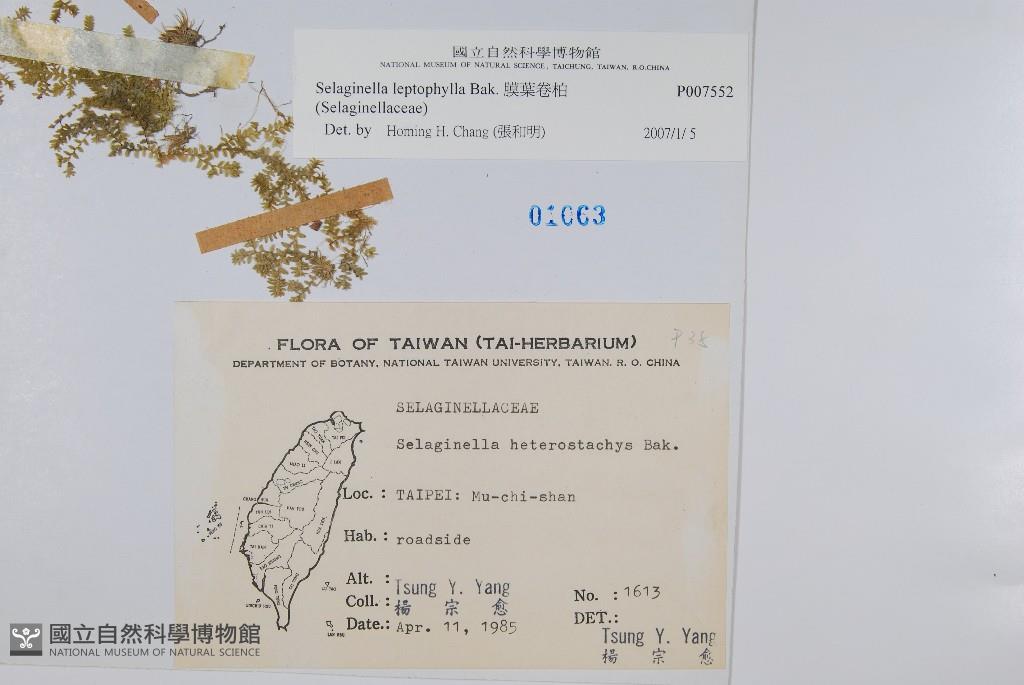 國立自然科學博物館
NATIONAL MUSEUM OF NATURAL SCIENCE, TAICHUNG, TAIWAN, R.O.CHINA
Selaginella leptophylla Bak. 膜葉卷柏 P007552
(Selaginellaceae)
Det. by Homing H. Chang (張和明) 2007/1/5
01663
P 38
FLORA OF TAIWAN (TAI-HERBARIUM)
DEPARTMENT OF BOTANY, NATIONAL TAIWAN UNIVERSITY, TAIWAN, R. O. CHINA
SELAGINELLACEAE
Selaginella heterostachys Bak.
Loc. : TAIPEI: Mu-chi-shan
Hab. : roadside
Alt. :
Coll. : Tsung Y. Yang
楊宗愈
No. : 1613
Date.: Apr. 11, 1985
DET.:
Tsung Y. Yang
楊宗愈
國立自然科學博物館
NATIONAL MUSEUM OF NATURAL SCIENCE